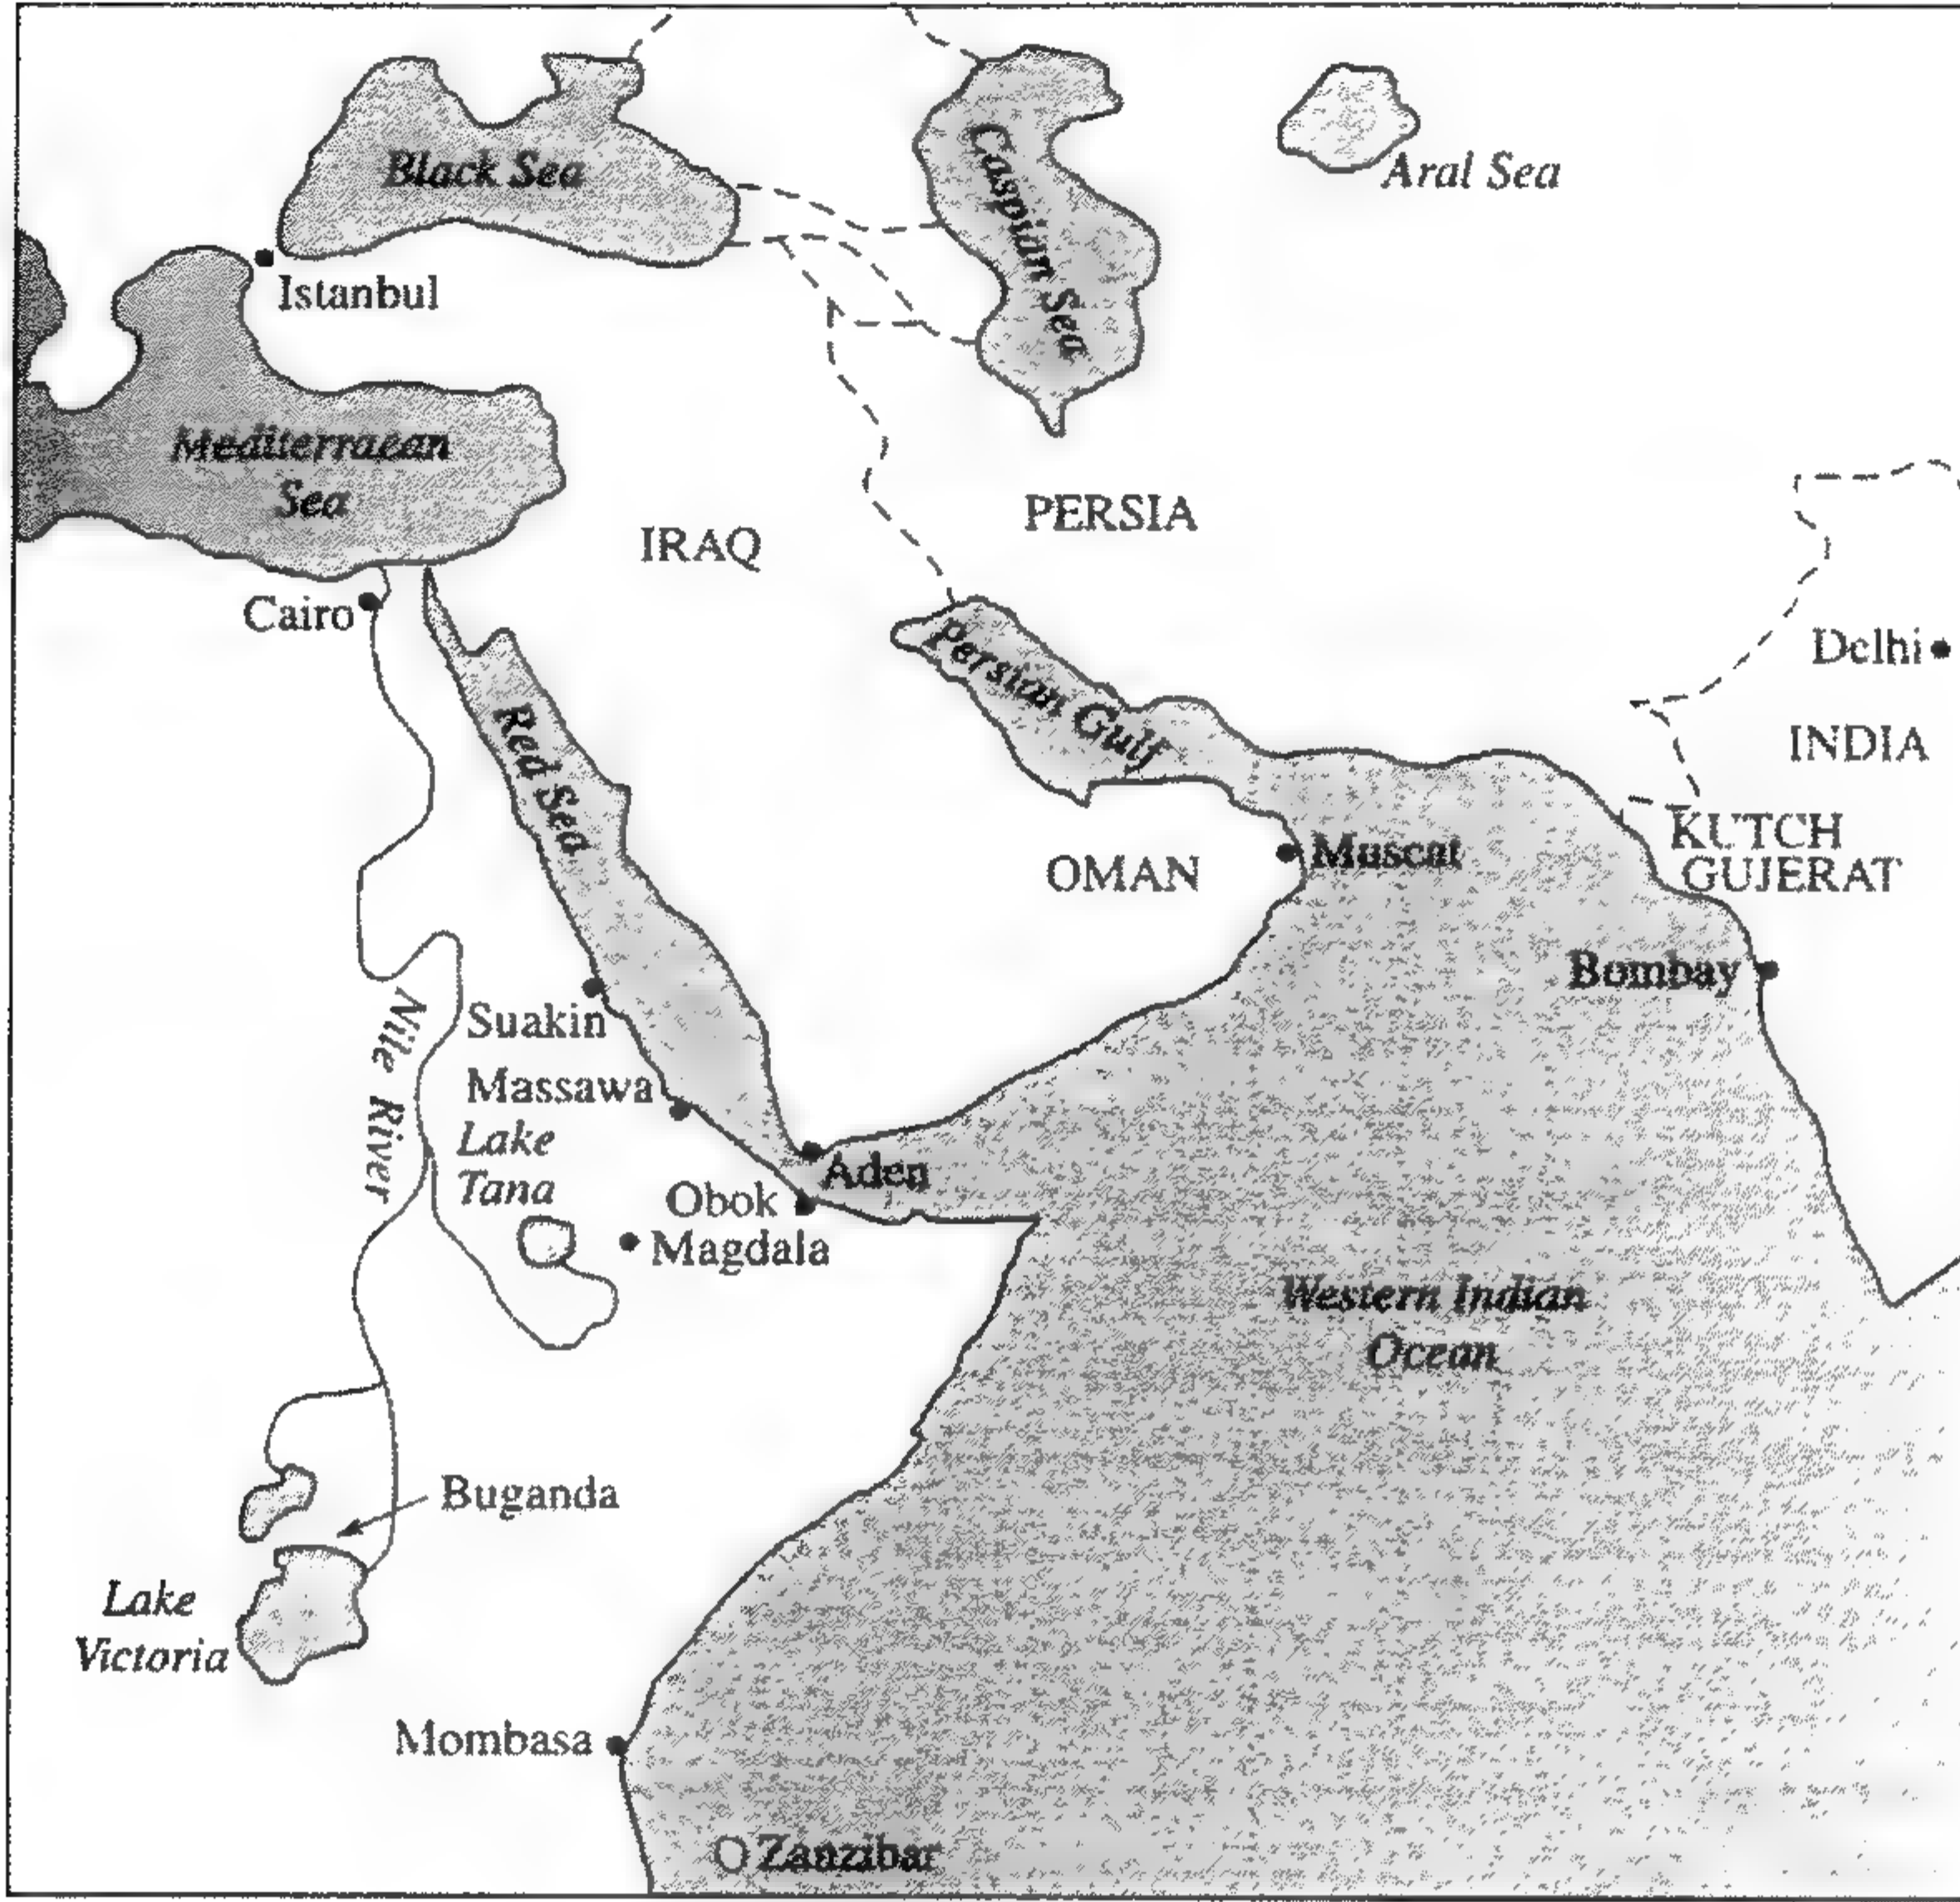 Black Sea
Caspian Sea
Aral Sea
Istanbul
Mediterraean
Sea
IRAQ
PERSIA
Cairo
Persian Gulf
Delhi
INDIA
Red Sea
KUTCH
GUJERAT
OMAN
Muscat
Bombay
Nile River
Suakin
Massawa
Lake
Tana
Aden
Obok
Magdala
Western Indian
Ocean
Buganda
Lake
Victoria
Mombasa
Zanzibar